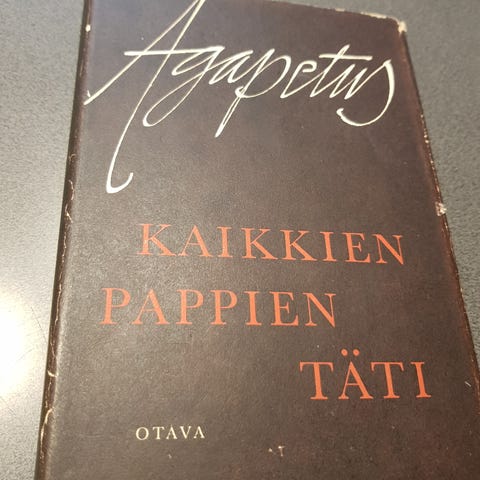 Agapetus
KAIKKIEN
PAPPIEN
TÄTI
OTAVA